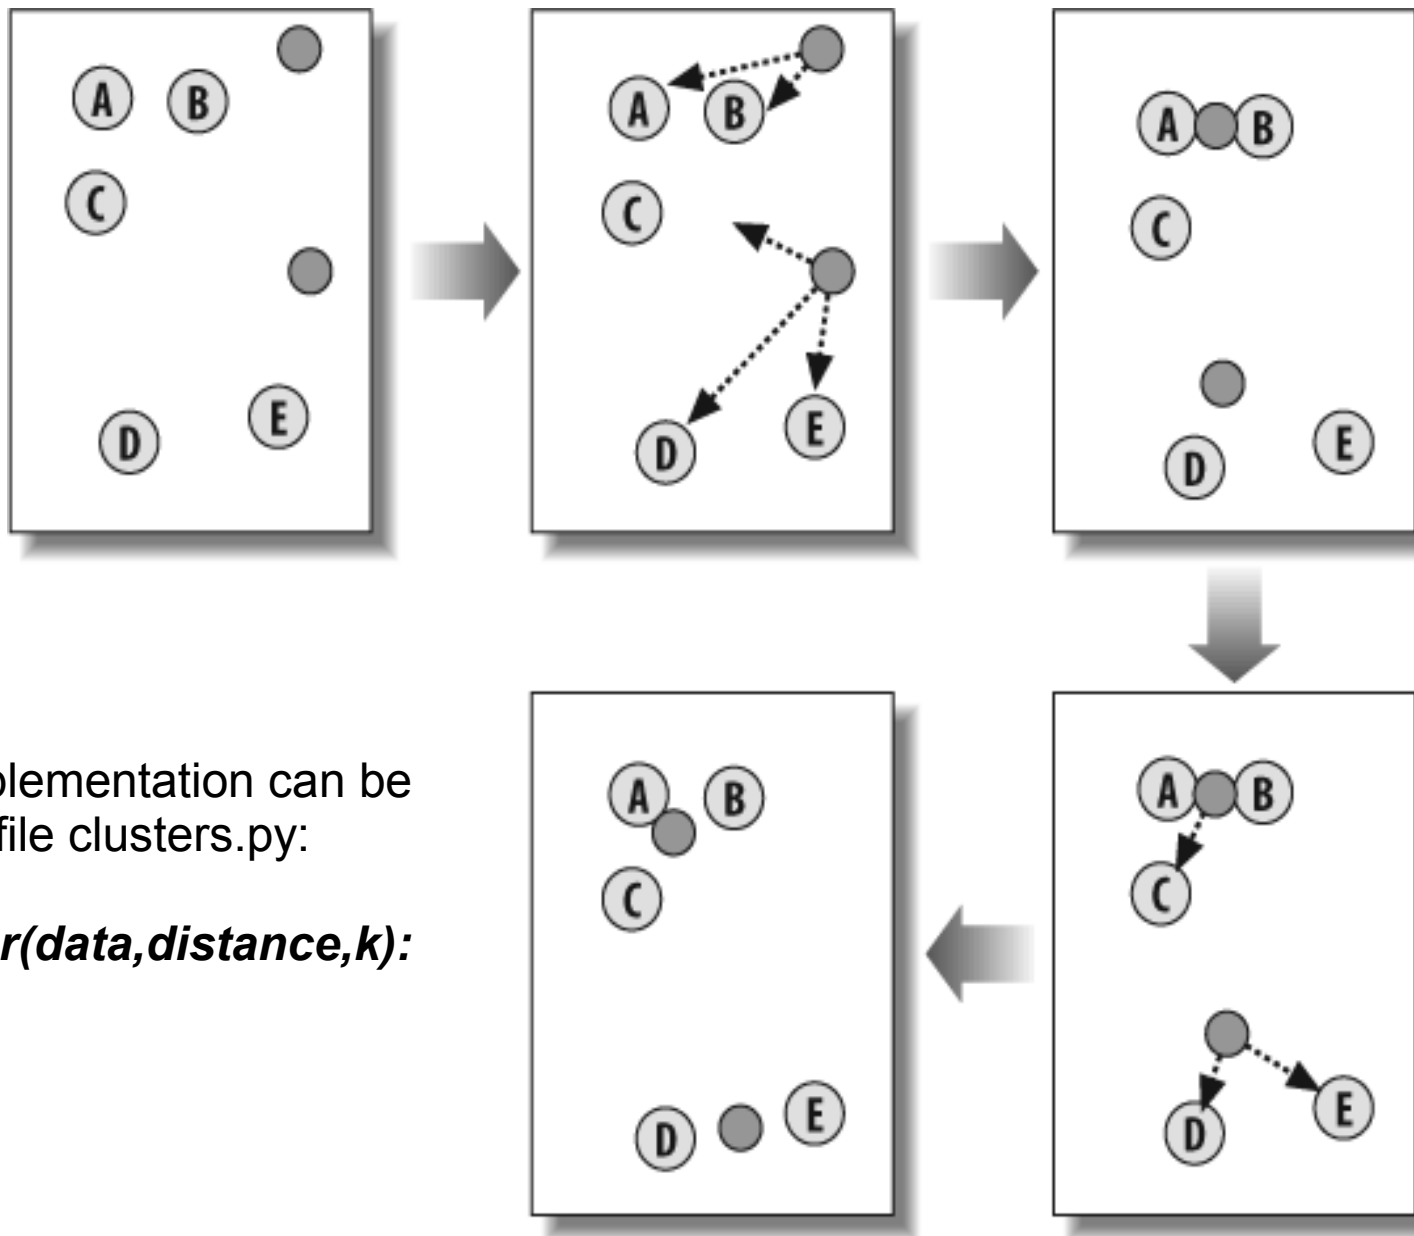 A B
C
D E
A B
C
D E
A B
C
D E
plementation can be
file clusters.py:
r(data,distance,k):
A B
C
D E
A B
C
D E